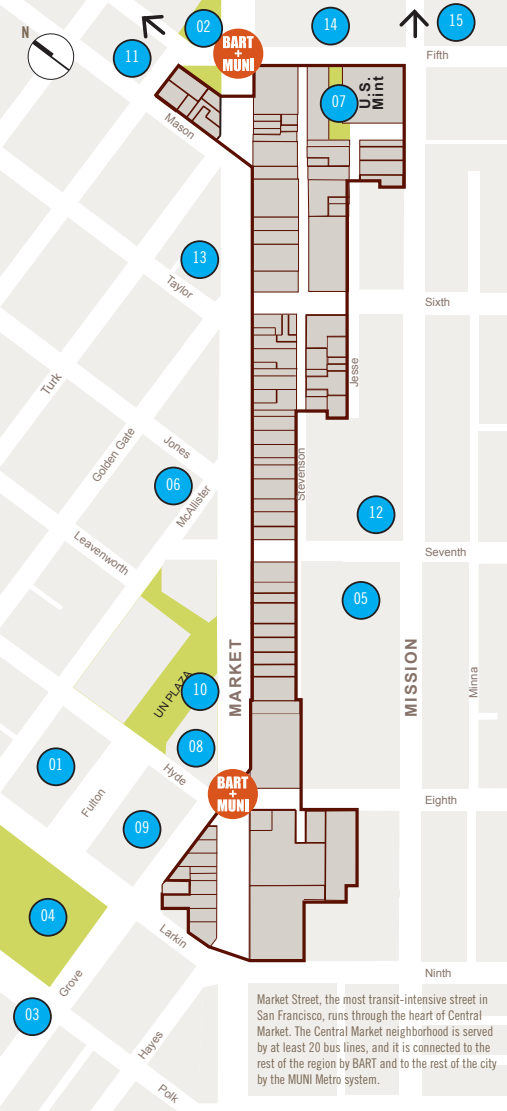 N
02
14
15
BART
+
MUNI
11
Fifth
07
U.S.
Mint
Mason
13
Taylor
Sixth
Turk
Jesse
Jones
Golden Gate
Stevenson
06
McAllister
12
Leavenworth
Seventh
05
MARKET
MISSION
Minna
UN PLAZA
10
08
01
Hyde
BART
+
MUNI
Fulton
Eighth
09
04
Larkin
Grove
Ninth
03
Hayes
Polk
Market Street, the most transit-intensive street in
San Francisco, runs through the heart of Central
Market. The Central Market neighborhood is served
by at least 20 bus lines, and it is connected to the
rest of the region by BART and to the rest of the city
by the MUNI Metro system.